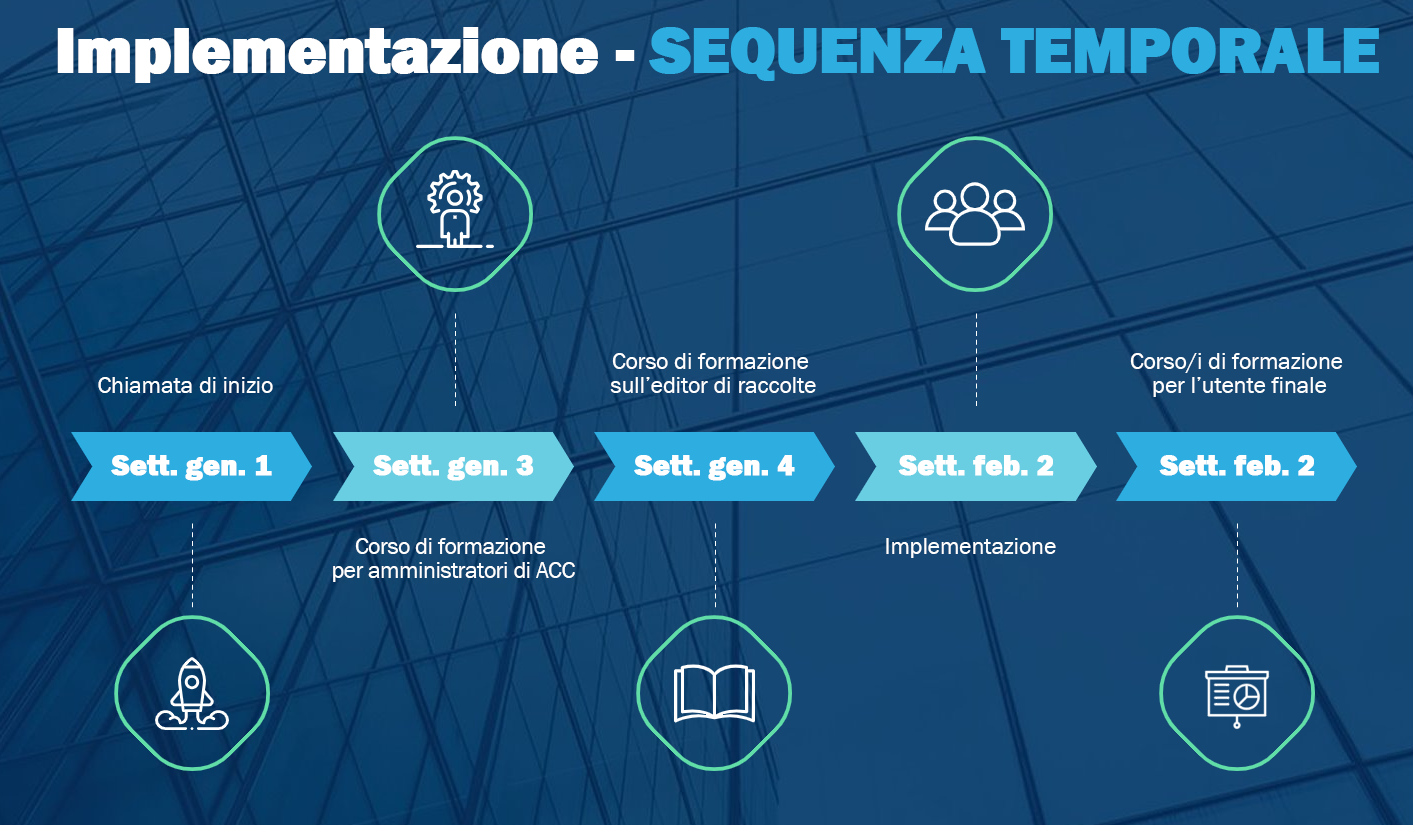 Implementazione - SEQUENZA TEMPORALE
Chiamata di inizio
Sett. gen. 1
Sett. gen. 3
Corso di formazione
per amministratori di ACC
Corso di formazione
sull’editor di raccolte
Sett. gen. 4
Sett. feb. 2
Implementazione
Corso/i di formazione
per l’utente finale
Sett. feb. 2